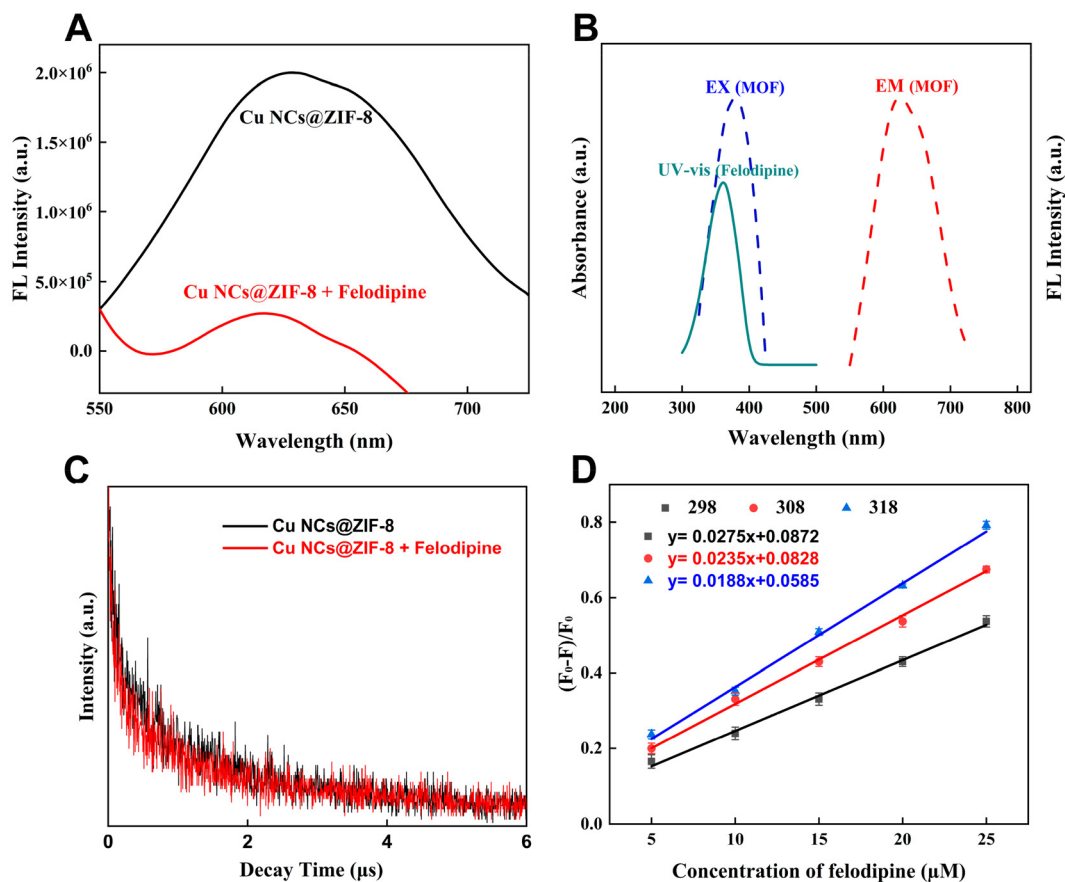 A
FL Intensity (a.u.)
2.0×10⁶
1.5×10⁶
1.0×10⁶
5.0×10⁵
0.0
Cu NCs@ZIF-8
Cu NCs@ZIF-8 + Felodipine
550 600 650 700
Wavelength (nm)
B
Absorbance (a.u.)
EX (MOF)
EM (MOF)
UV-vis (Felodipine)
FL Intensity (a.u.)
200 300 400 500 600 700 800
Wavelength (nm)
C
Intensity (a.u.)
Cu NCs@ZIF-8
Cu NCs@ZIF-8 + Felodipine
0 2 4 6
Decay Time (μs)
D
(F₀-F)/F₀
0.8
0.6
0.4
0.2
0.0
298 308 318
y= 0.0275x+0.0872
y= 0.0235x+0.0828
y= 0.0188x+0.0585
5 10 15 20 25
Concentration of felodipine (μM)